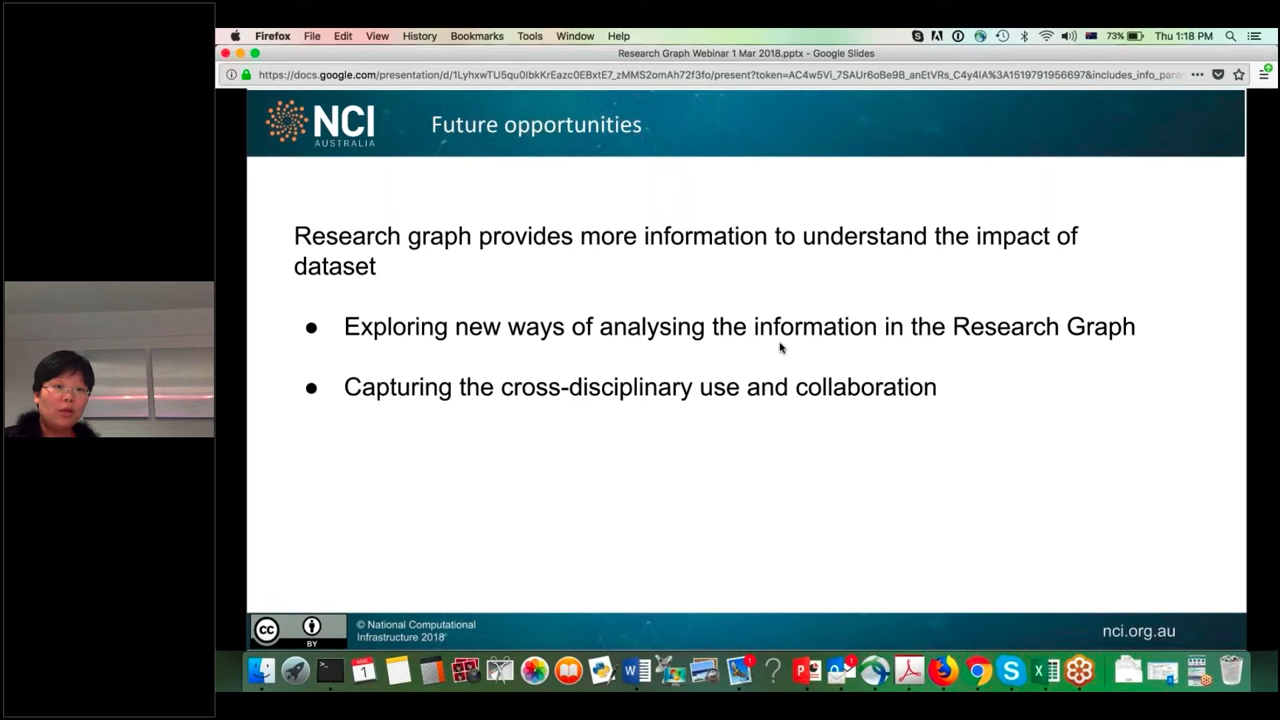 Firefox File Edit View History Bookmarks Tools Window Help 73% Thu 1:18 PM
Research Graph Webinar 1 Mar 2018.pptx - Google Slides
NCI
AUSTRALIA
Future opportunities
Research graph provides more information to understand the impact of
dataset
● Exploring new ways of analysing the information in the Research Graph
● Capturing the cross-disciplinary use and collaboration
cc
BY
© National Computational
Infrastructure 2018
nci.org.au